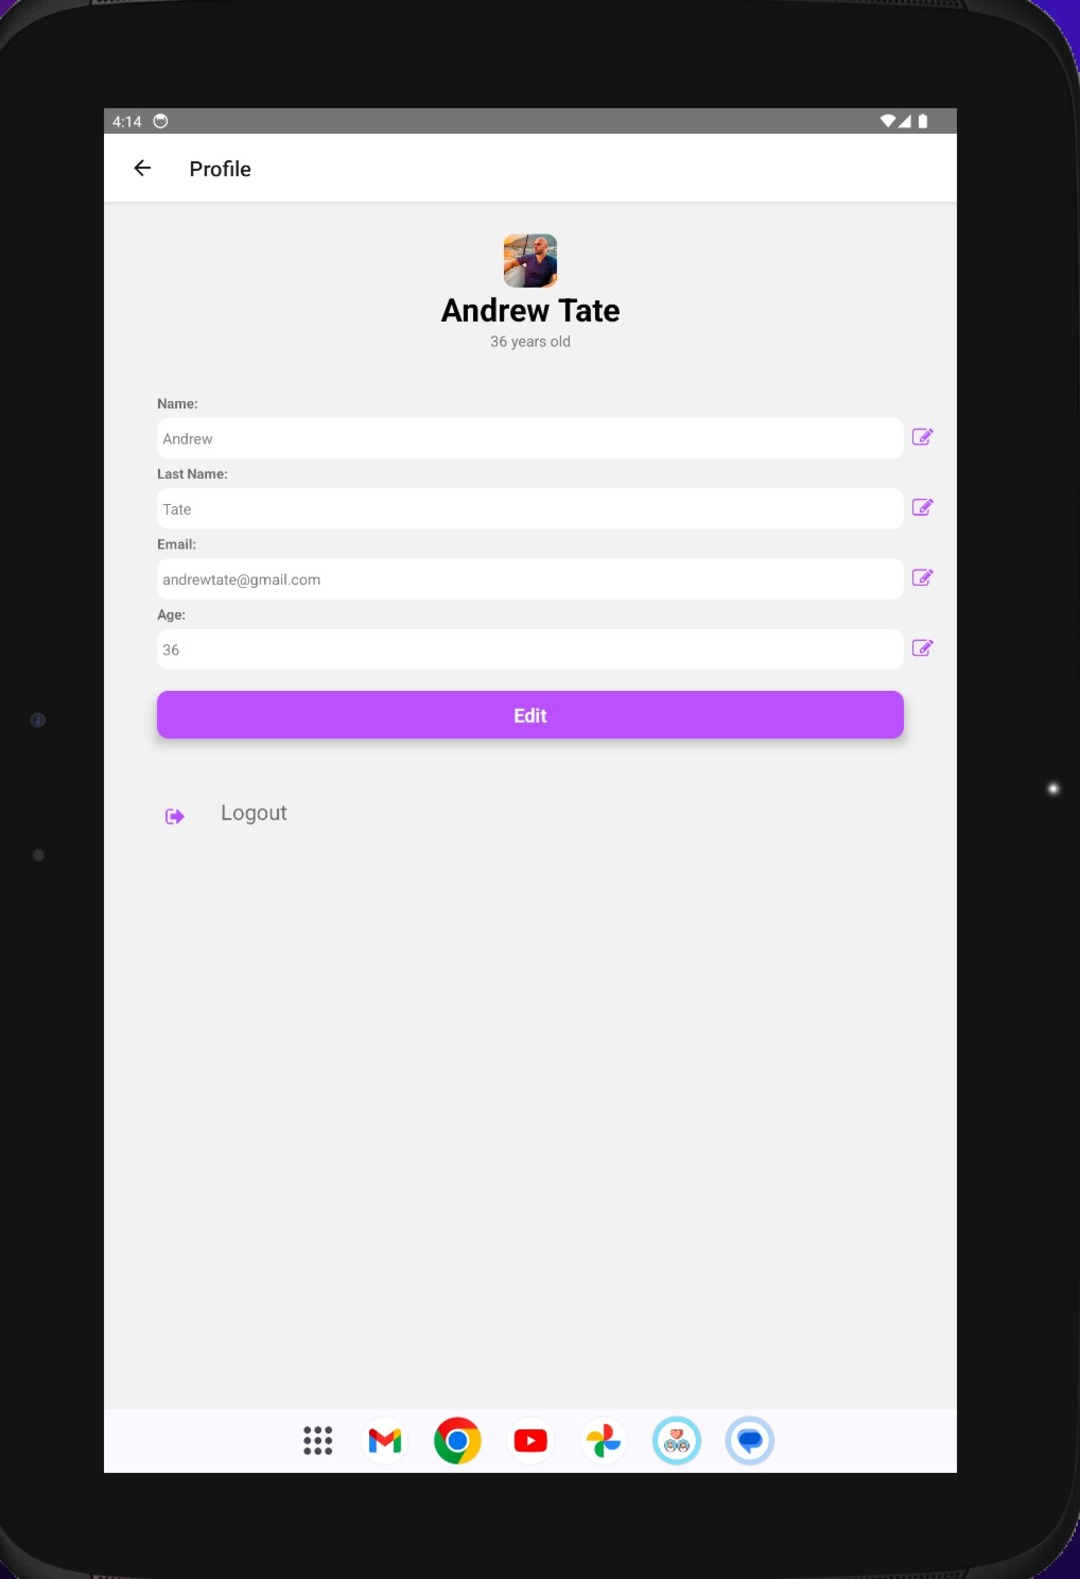 4:14
Profile
Andrew Tate
36 years old
Name:
Andrew
Last Name:
Tate
Email:
andrewtate@gmail.com
Age:
36
Edit
Logout